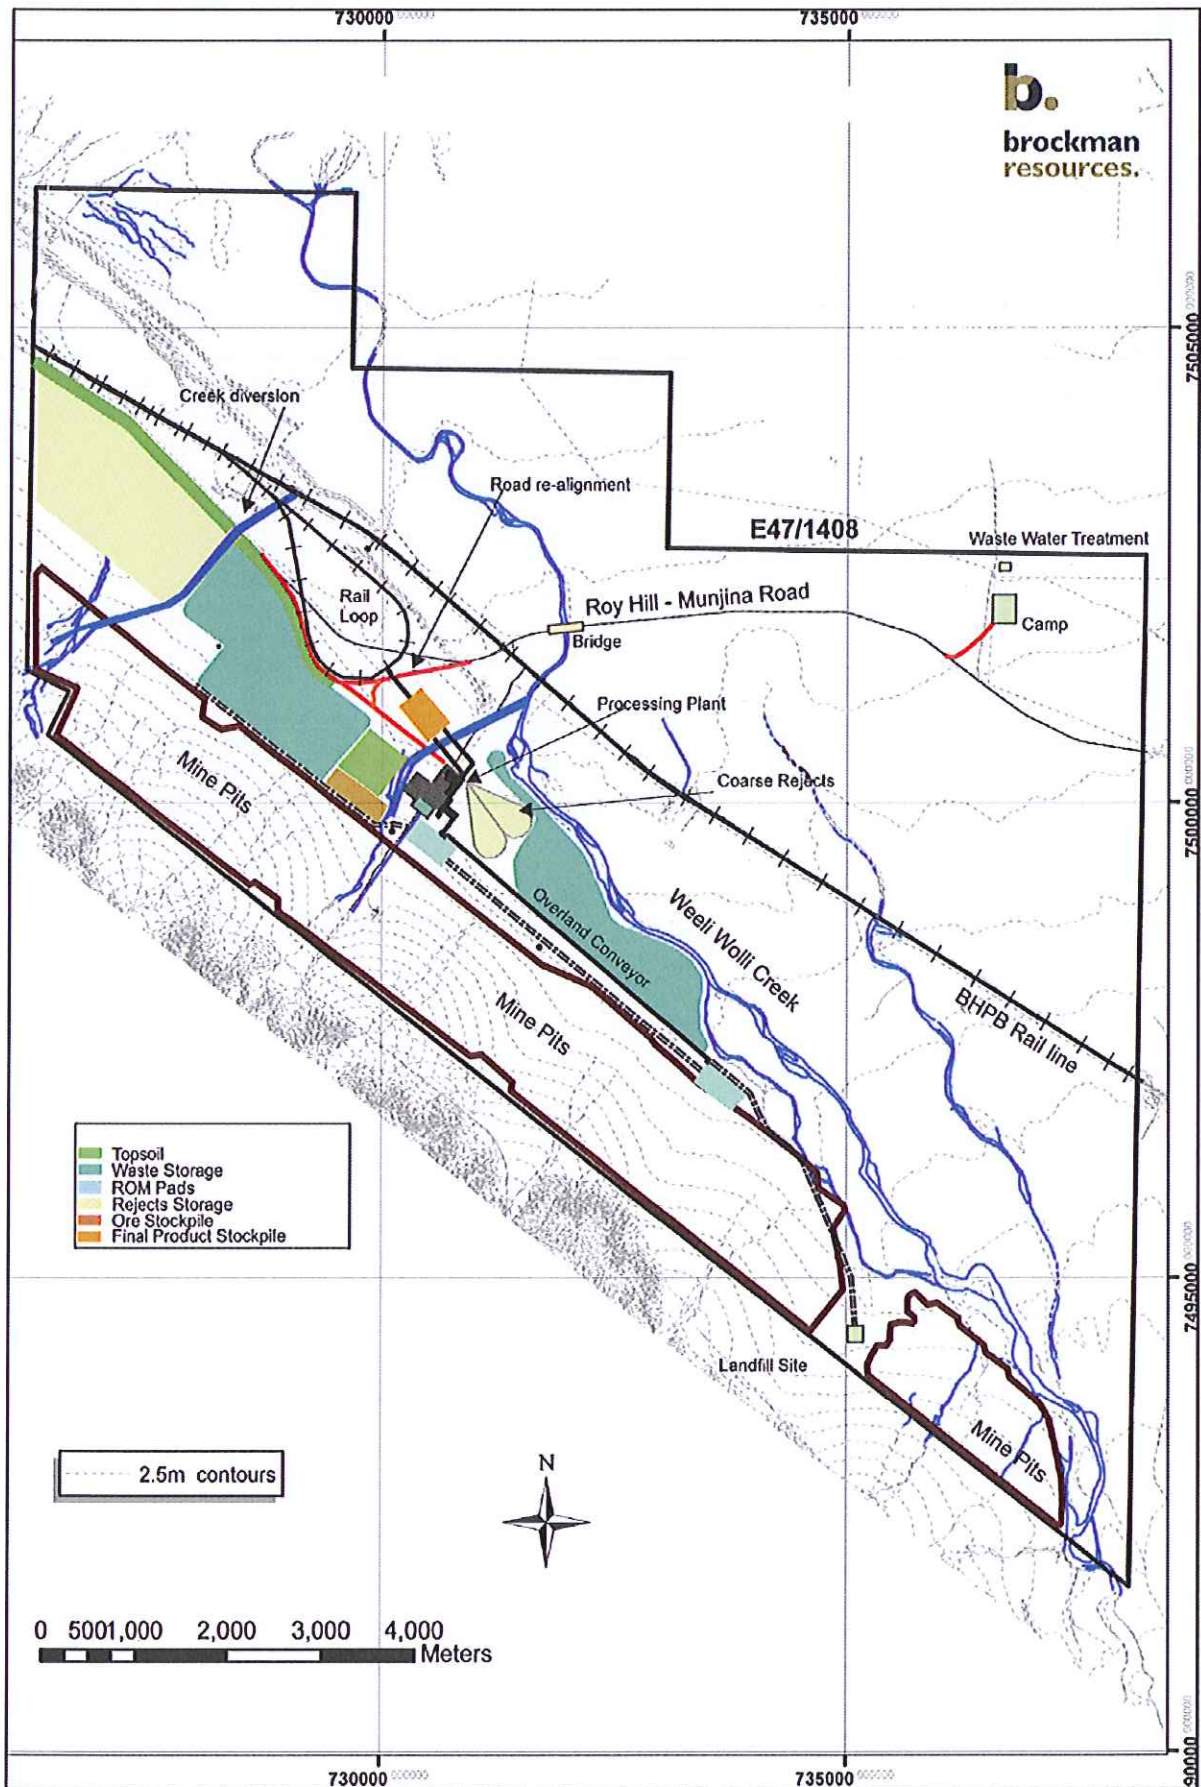 730000
735000
b.
brockman
resources.
7505000
Creek diversion
Road re-alignment
E47/1408
Waste Water Treatment
Rail
Loop
Roy Hill - Munjina Road
Bridge
Camp
Processing Plant
Mine Pits
Coarse Rejects
7500000
Overland Conveyor
Weeli Wolli Creek
Mine Pits
BHPB Rail line
Topsoil
Waste Storage
ROM Pads
Rejects Storage
Ore Stockpile
Final Product Stockpile
7495000
Landfill Site
Mine Pits
2.5m contours
N
0 500 1,000 2,000 3,000 4,000
Meters
730000
735000